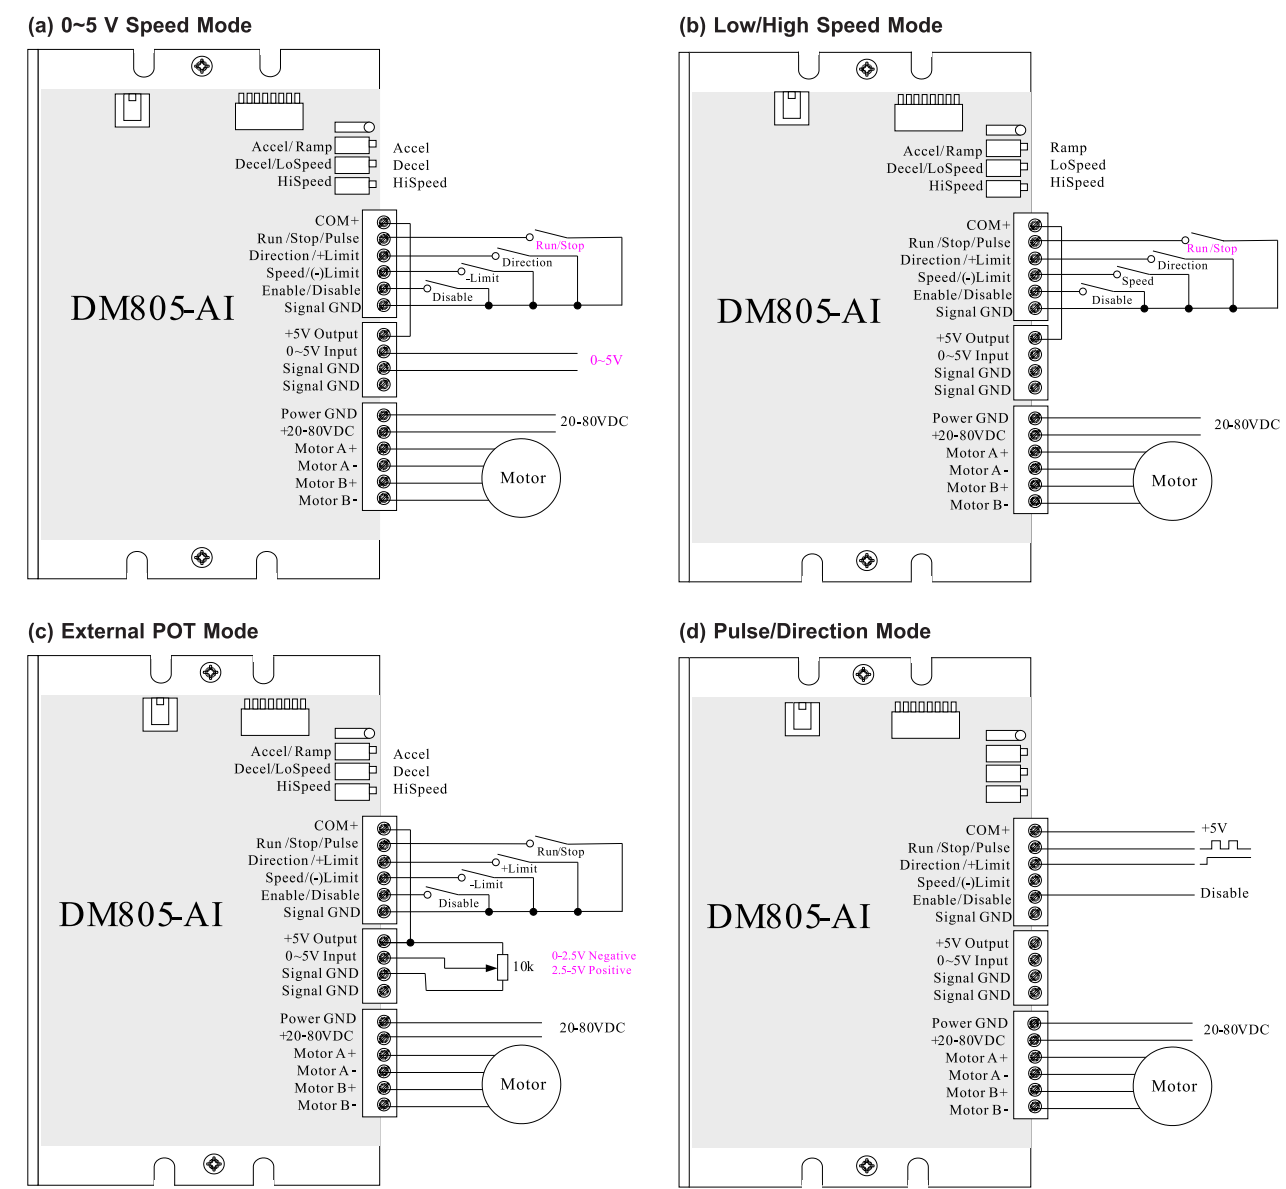 (a) 0~5 V Speed Mode
Accel/Ramp
Accel
Decel/LoSpeed
Decel
HiSpeed
HiSpeed
COM+
Run/Stop/Pulse
Run/Stop
Direction/+Limit
Direction
Speed/(-)Limit
-Limit
Enable/Disable
Disable
Signal GND
DM805-AI
+5V Output
0~5V Input
0~5V
Signal GND
Signal GND
Power GND
20-80VDC
+20-80VDC
Motor A+
Motor A-
Motor B+
Motor B-
Motor
(b) Low/High Speed Mode
Accel/Ramp
Ramp
Decel/LoSpeed
LoSpeed
HiSpeed
HiSpeed
COM+
Run/Stop/Pulse
Run/Stop
Direction/+Limit
Direction
Speed/(-)Limit
Speed
Enable/Disable
Disable
Signal GND
DM805-AI
+5V Output
0~5V Input
Signal GND
Signal GND
Power GND
20-80VDC
+20-80VDC
Motor A+
Motor A-
Motor B+
Motor B-
Motor
(c) External POT Mode
Accel/Ramp
Accel
Decel/LoSpeed
Decel
HiSpeed
HiSpeed
COM+
Run/Stop/Pulse
Run/Stop
Direction/+Limit
+Limit
Speed/(-)Limit
-Limit
Enable/Disable
Disable
Signal GND
DM805-AI
+5V Output
0~5V Input
10k
0-2.5V Negative
2.5-5V Positive
Signal GND
Signal GND
Power GND
20-80VDC
+20-80VDC
Motor A+
Motor A-
Motor B+
Motor B-
Motor
(d) Pulse/Direction Mode
COM+
+5V
Run/Stop/Pulse
Direction/+Limit
Speed/(-)Limit
Enable/Disable
Disable
Signal GND
DM805-AI
+5V Output
0~5V Input
Signal GND
Signal GND
Power GND
20-80VDC
+20-80VDC
Motor A+
Motor A-
Motor B+
Motor B-
Motor